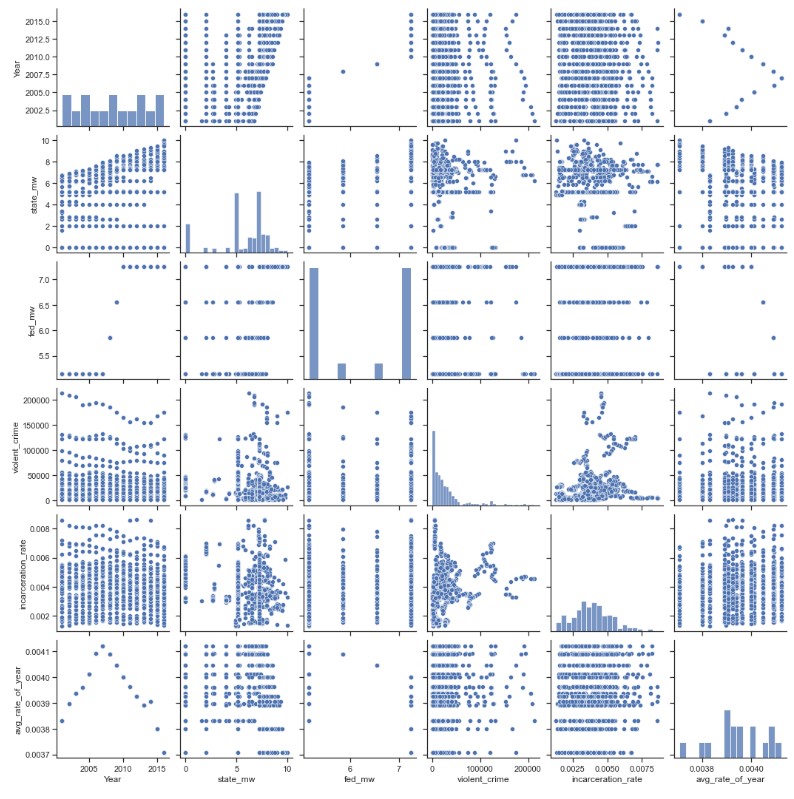 2015.0
2012.5
2010.0
2007.5
2005.0
2002.5
Year
10
8
6
4
2
0
state_mw
7.0
6.5
6.0
5.5
fed_mw
200000
150000
100000
50000
0
violent_crime
0.008
0.006
0.004
0.002
incarceration_rate
0.0041
0.0040
0.0039
0.0038
0.0037
avg_rate_of_year
2005 2010 2015
0 5 10
6 7
0 100000 200000
0.0025 0.0050 0.0075
0.0038 0.0040
Year state_mw fed_mw violent_crime incarceration_rate avg_rate_of_year